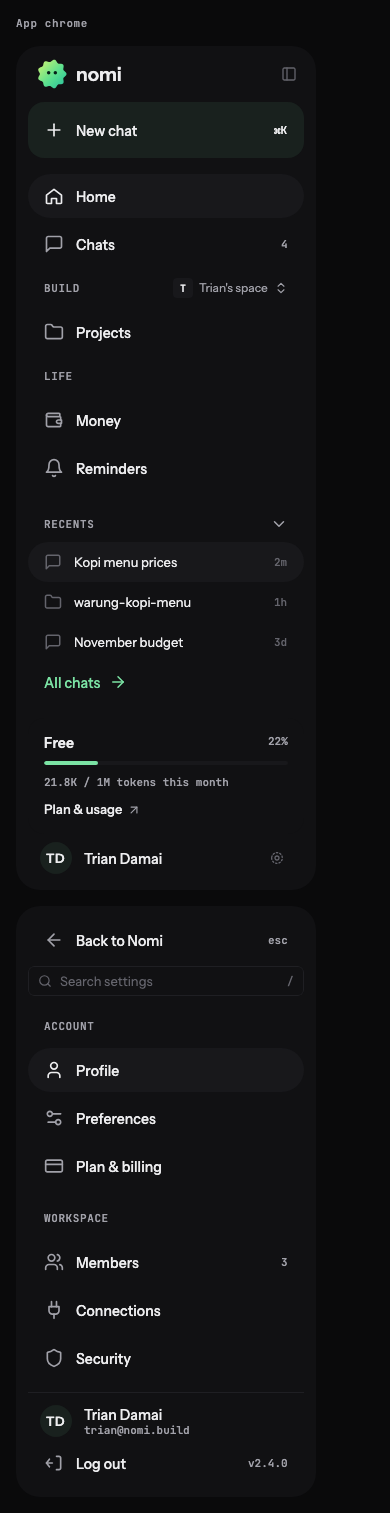 App chrome
nomi
New chat ⌘K
Home
Chats 4
BUILD T Trian's space
Projects
LIFE
Money
Reminders
RECENTS
Kopi menu prices 2m
warung-kopi-menu 1h
November budget 3d
All chats →
Free 22%
21.8K / 1M tokens this month
Plan & usage ↗
TD Trian Damai
Back to Nomi esc
Search settings /
ACCOUNT
Profile
Preferences
Plan & billing
WORKSPACE
Members 3
Connections
Security
TD Trian Damai
trian@nomi.build
Log out v2.4.0